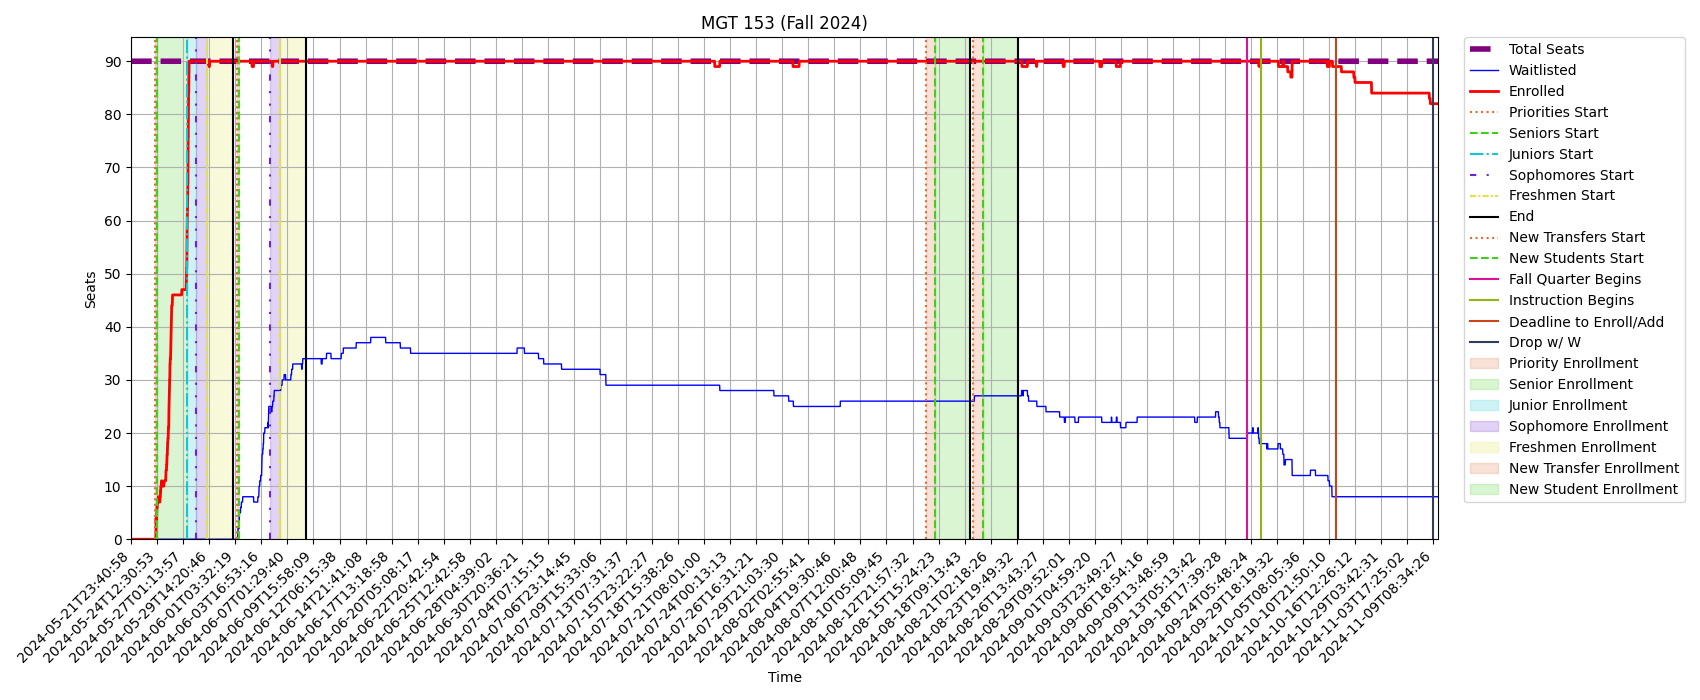 MGT 153 (Fall 2024)
Seats
90
80
70
60
50
40
30
20
10
0
2024-05-21T23:40:58
2024-05-24T12:30:53
2024-05-27T01:13:57
2024-05-29T14:20:46
2024-06-01T03:32:19
2024-06-03T16:53:16
2024-06-07T01:29:40
2024-06-09T15:58:09
2024-06-12T06:15:38
2024-06-14T21:41:08
2024-06-17T13:18:58
2024-06-20T05:08:17
2024-06-22T20:42:54
2024-06-25T12:42:58
2024-06-28T04:39:02
2024-06-30T20:36:21
2024-07-04T07:15:15
2024-07-06T23:14:45
2024-07-09T15:33:06
2024-07-13T07:31:37
2024-07-15T23:22:27
2024-07-18T15:38:26
2024-07-21T08:01:00
2024-07-24T00:13:13
2024-07-26T16:31:21
2024-07-29T21:03:30
2024-08-02T02:55:41
2024-08-04T19:30:46
2024-08-07T12:00:48
2024-08-10T05:09:45
2024-08-12T21:57:32
2024-08-15T15:24:23
2024-08-18T09:13:43
2024-08-21T02:18:26
2024-08-23T19:49:32
2024-08-26T13:43:27
2024-08-29T09:52:01
2024-09-01T04:59:20
2024-09-03T23:49:27
2024-09-06T18:54:16
2024-09-09T13:48:59
2024-09-13T05:13:42
2024-09-18T17:39:28
2024-09-24T05:48:24
2024-09-29T18:19:32
2024-10-05T08:05:36
2024-10-10T21:50:10
2024-10-16T12:26:12
2024-10-29T03:42:31
2024-11-03T17:25:02
2024-11-09T08:34:26
Time
Total Seats
Waitlisted
Enrolled
Priorities Start
Seniors Start
Juniors Start
Sophomores Start
Freshmen Start
End
New Transfers Start
New Students Start
Fall Quarter Begins
Instruction Begins
Deadline to Enroll/Add
Drop w/ W
Priority Enrollment
Senior Enrollment
Junior Enrollment
Sophomore Enrollment
Freshmen Enrollment
New Transfer Enrollment
New Student Enrollment